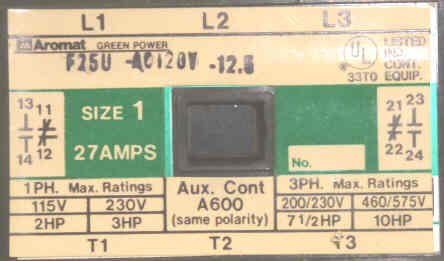 L1 L2 L3
Aromat GREEN POWER
F25U -AC120V -12.5
UL LISTED
IND.
CONT.
33T0 EQUIP.
13 11
14 12
SIZE 1
27AMPS
No.
21 23
22 24
1PH. Max. Ratings
115V 230V
2HP 3HP
Aux. Cont
A600
(same polarity)
3PH. Max. Ratings
200/230V 460/575V
7 1/2HP 10HP
T1 T2 T3